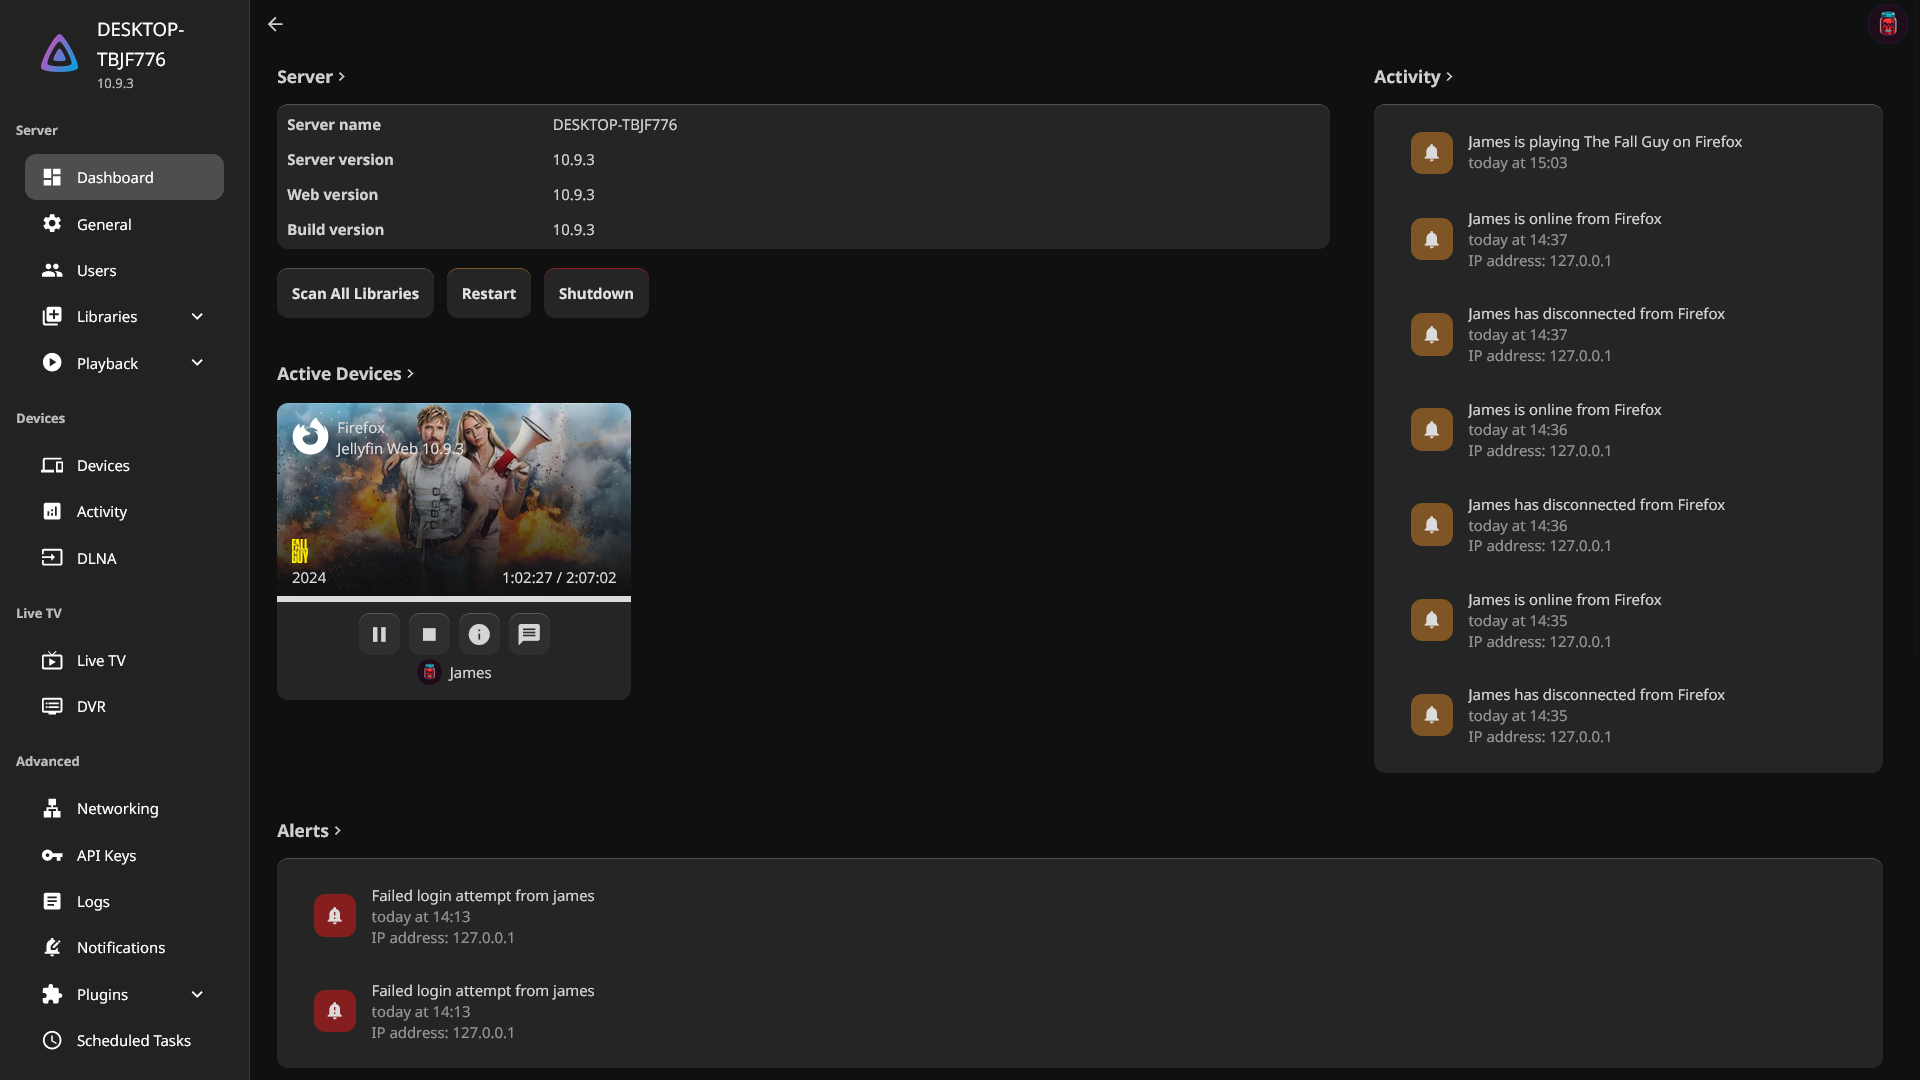 DESKTOP-
TBJF776
10.9.3
Server
Dashboard
General
Users
Libraries
Playback
Devices
Devices
Activity
DLNA
Live TV
Live TV
DVR
Advanced
Networking
API Keys
Logs
Notifications
Plugins
Scheduled Tasks
Server
Server name DESKTOP-TBJF776
Server version 10.9.3
Web version 10.9.3
Build version 10.9.3
Scan All Libraries Restart Shutdown
Active Devices
Firefox
Jellyfin Web 10.9.3
FALL
GUY
2024 1:02:27 / 2:07:02
James
Activity
James is playing The Fall Guy on Firefox
today at 15:03
James is online from Firefox
today at 14:37
IP address: 127.0.0.1
James has disconnected from Firefox
today at 14:37
IP address: 127.0.0.1
James is online from Firefox
today at 14:36
IP address: 127.0.0.1
James has disconnected from Firefox
today at 14:36
IP address: 127.0.0.1
James is online from Firefox
today at 14:35
IP address: 127.0.0.1
James has disconnected from Firefox
today at 14:35
IP address: 127.0.0.1
Alerts
Failed login attempt from james
today at 14:13
IP address: 127.0.0.1
Failed login attempt from james
today at 14:13
IP address: 127.0.0.1